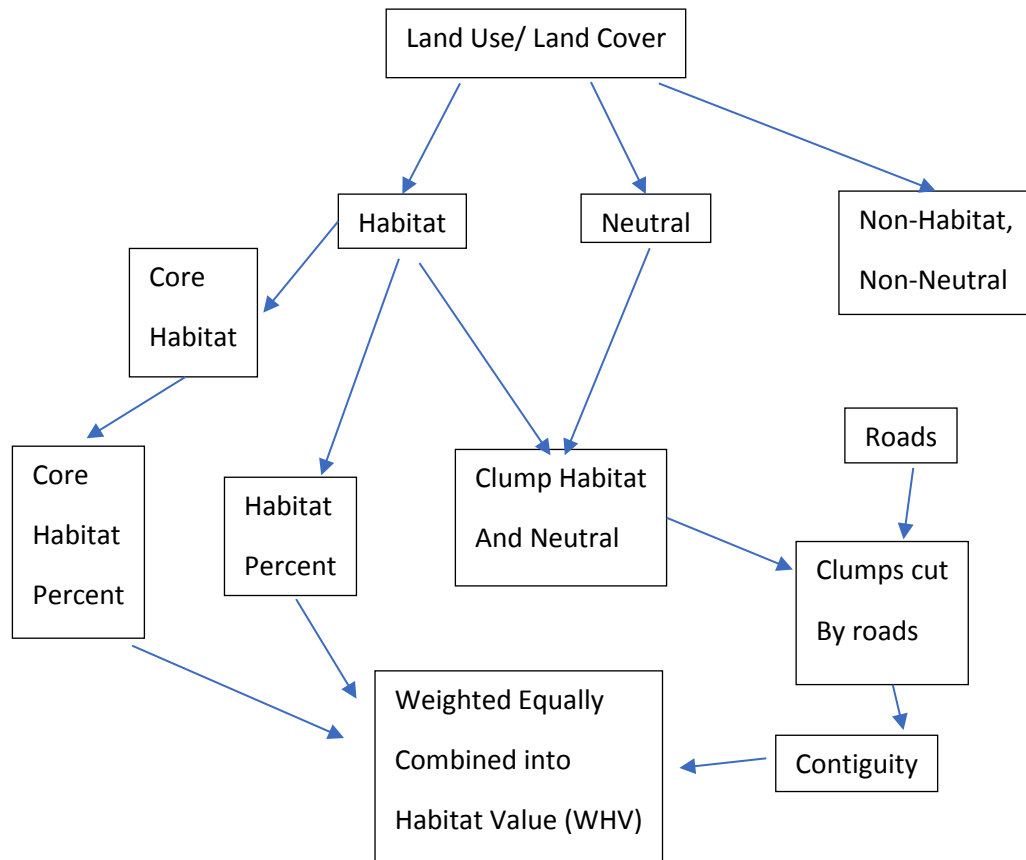 Land Use/ Land Cover
Habitat
Neutral
Non-Habitat,
Non-Neutral
Core
Habitat
Roads
Core
Habitat
Percent
Habitat
Percent
Clump Habitat
And Neutral
Clumps cut
By roads
Weighted Equally
Combined into
Habitat Value (WHV)
Contiguity